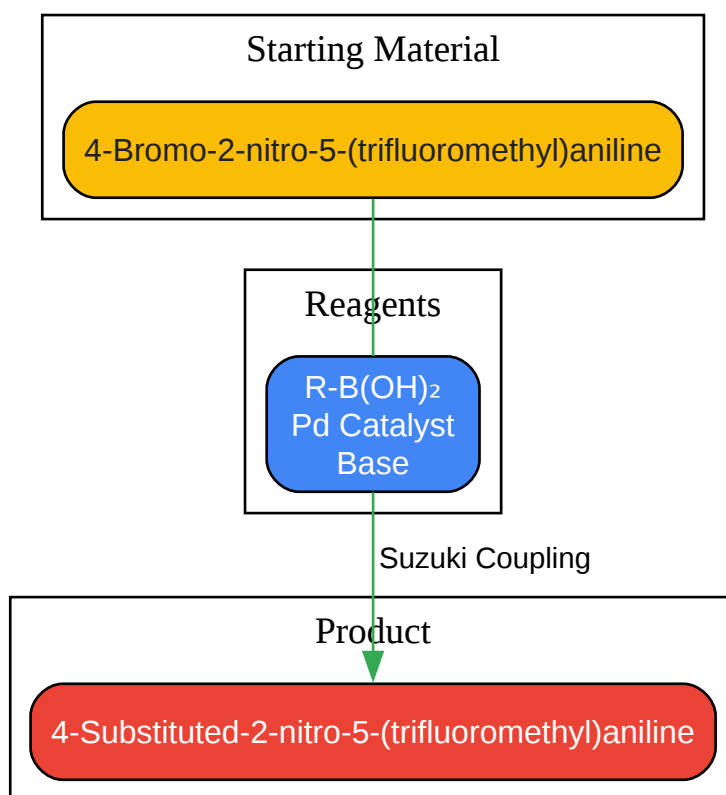 Starting Material
4-Bromo-2-nitro-5-(trifluoromethyl)aniline
Reagents
R-B(OH)₂
Pd Catalyst
Base
Suzuki Coupling
Product
4-Substituted-2-nitro-5-(trifluoromethyl)aniline